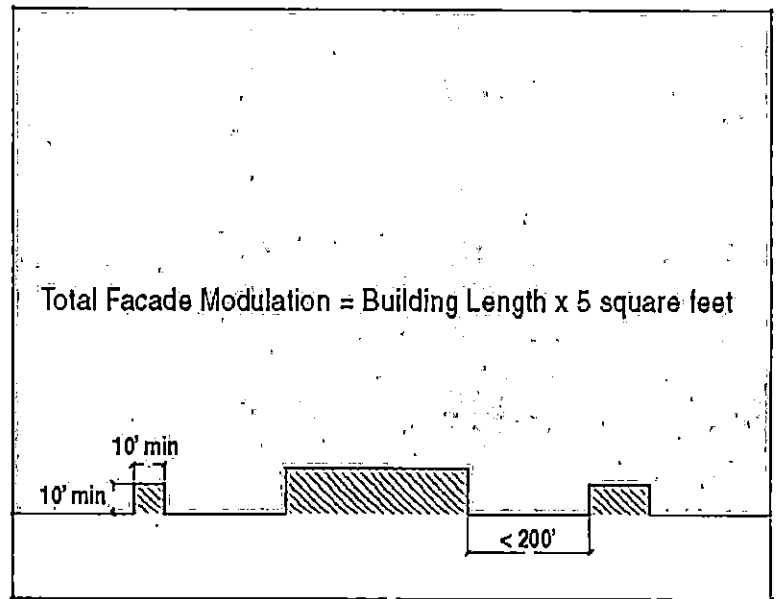 Total Facade Modulation = Building Length x 5 square feet
10' min
10' min
< 200'